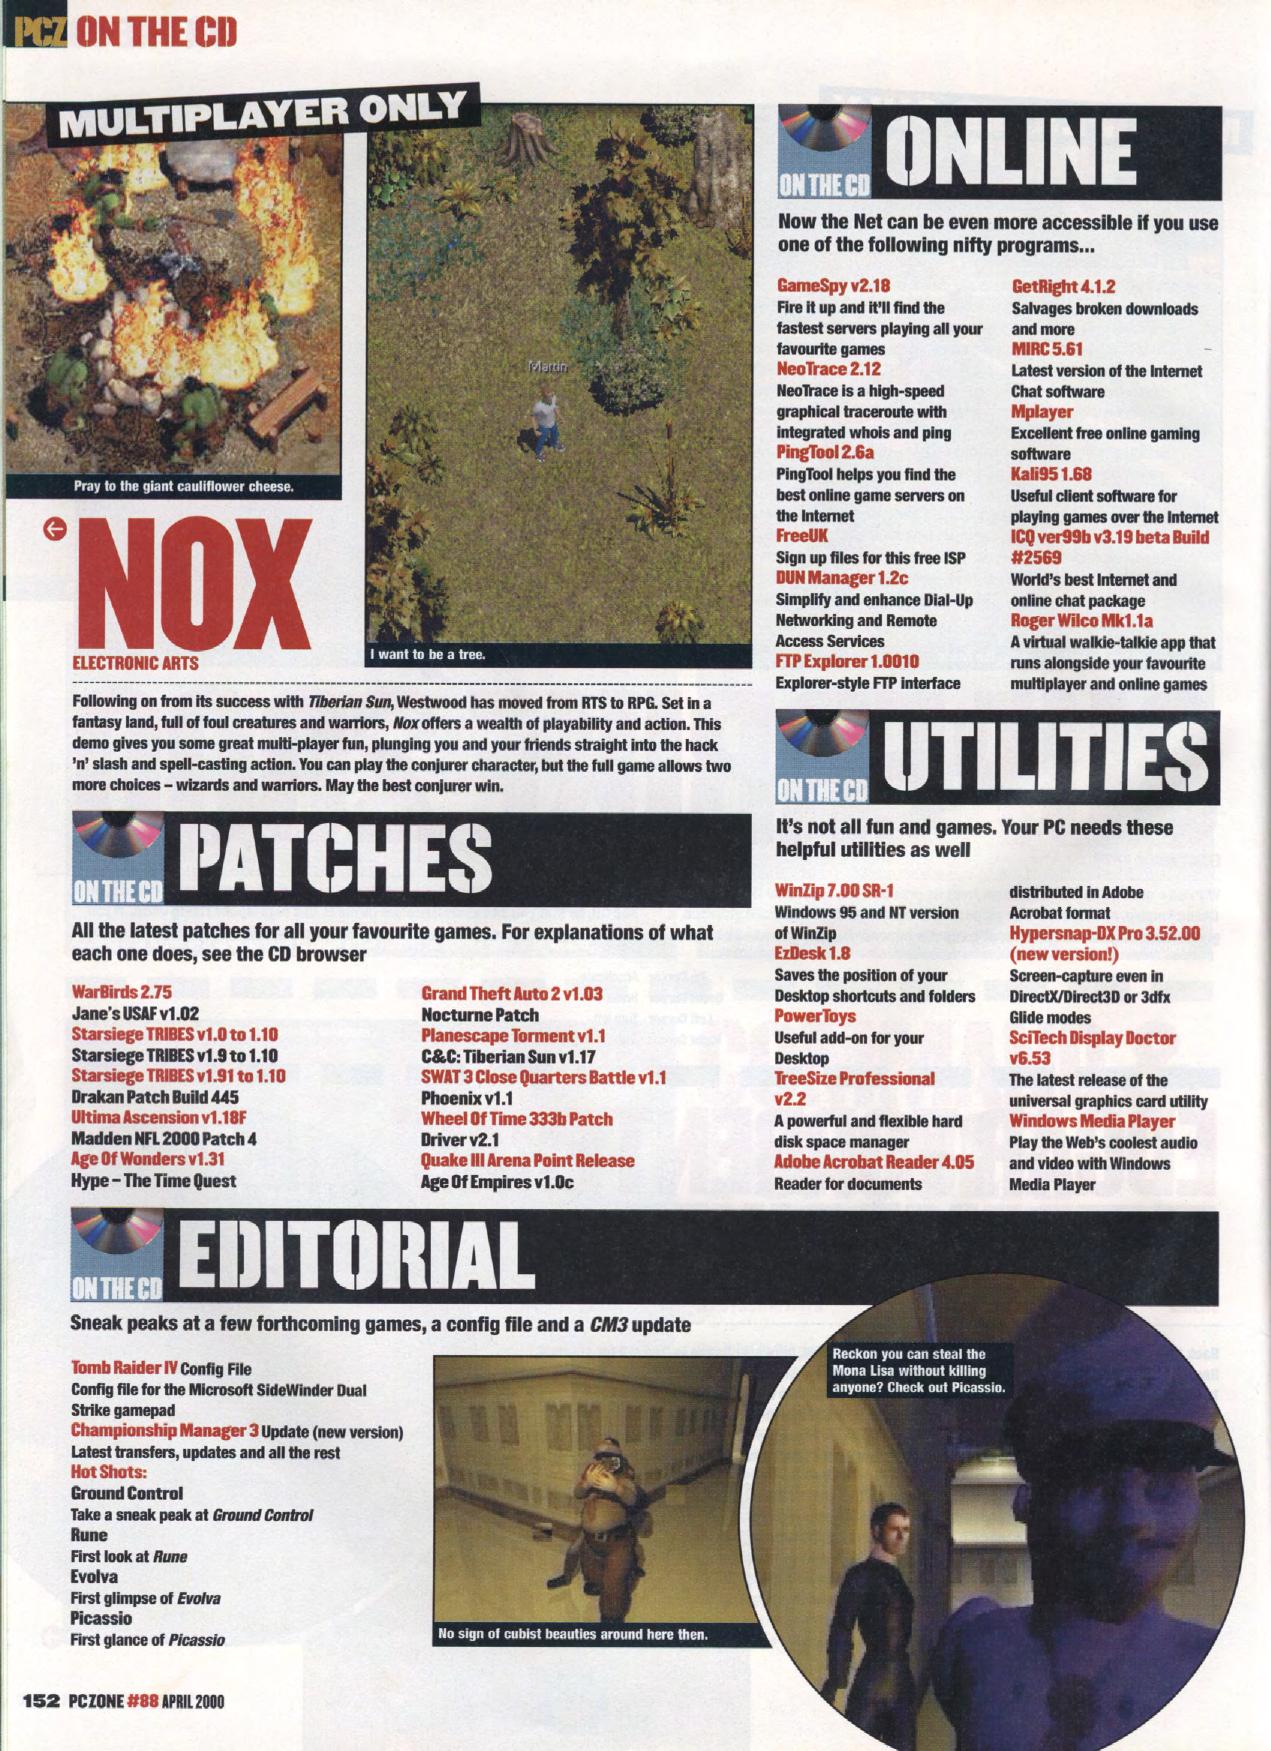 PCZ ON THE CD
MULTIPLAYER ONLY
Pray to the giant cauliflower cheese.
Martin
I want to be a tree.
NOX
ELECTRONIC ARTS
Following on from its success with Tiberian Sun, Westwood has moved from RTS to RPG. Set in a
fantasy land, full of foul creatures and warriors, Nox offers a wealth of playability and action. This
demo gives you some great multi-player fun, plunging you and your friends straight into the hack
'n' slash and spell-casting action. You can play the conjurer character, but the full game allows two
more choices – wizards and warriors. May the best conjurer win.
ON THE CD
PATCHES
All the latest patches for all your favourite games. For explanations of what
each one does, see the CD browser
WarBirds 2.75
Jane's USAF v1.02
Starsiege TRIBES v1.0 to 1.10
Starsiege TRIBES v1.9 to 1.10
Starsiege TRIBES v1.91 to 1.10
Drakan Patch Build 445
Ultima Ascension v1.18F
Madden NFL 2000 Patch 4
Age Of Wonders v1.31
Hype – The Time Quest
Grand Theft Auto 2 v1.03
Nocturne Patch
Planescape Torment v1.1
C&C: Tiberian Sun v1.17
SWAT 3 Close Quarters Battle v1.1
Phoenix v1.1
Wheel Of Time 333b Patch
Driver v2.1
Quake III Arena Point Release
Age Of Empires v1.0c
ON THE CD
ONLINE
Now the Net can be even more accessible if you use
one of the following nifty programs...
GameSpy v2.18
Fire it up and it'll find the
fastest servers playing all your
favourite games
NeoTrace 2.12
NeoTrace is a high-speed
graphical traceroute with
integrated whois and ping
PingTool 2.6a
PingTool helps you find the
best online game servers on
the Internet
FreeUK
Sign up files for this free ISP
DUN Manager 1.2c
Simplify and enhance Dial-Up
Networking and Remote
Access Services
FTP Explorer 1.0010
Explorer-style FTP interface
GetRight 4.1.2
Salvages broken downloads
and more
MIRC 5.61
Latest version of the Internet
Chat software
Mplayer
Excellent free online gaming
software
Kali95 1.68
Useful client software for
playing games over the Internet
ICQ ver99b v3.19 beta Build
#2569
World's best Internet and
online chat package
Roger Wilco Mk1.1a
A virtual walkie-talkie app that
runs alongside your favourite
multiplayer and online games
ON THE CD
UTILITIES
It's not all fun and games. Your PC needs these
helpful utilities as well
WinZip 7.00 SR-1
Windows 95 and NT version
of WinZip
EzDesk 1.8
Saves the position of your
Desktop shortcuts and folders
PowerToys
Useful add-on for your
Desktop
TreeSize Professional
v2.2
A powerful and flexible hard
disk space manager
Adobe Acrobat Reader 4.05
Reader for documents
distributed in Adobe
Acrobat format
Hypersnap-DX Pro 3.52.00
(new version!)
Screen-capture even in
DirectX/Direct3D or 3dfx
Glide modes
SciTech Display Doctor
v6.53
The latest release of the
universal graphics card utility
Windows Media Player
Play the Web's coolest audio
and video with Windows
Media Player
ON THE CD
EDITORIAL
Sneak peaks at a few forthcoming games, a config file and a CM3 update
Tomb Raider IV Config File
Config file for the Microsoft SideWinder Dual
Strike gamepad
Championship Manager 3 Update (new version)
Latest transfers, updates and all the rest
Hot Shots:
Ground Control
Take a sneak peak at Ground Control
Rune
First look at Rune
Evolva
First glimpse of Evolva
Picassio
First glance of Picassio
No sign of cubist beauties around here then.
Reckon you can steal the
Mona Lisa without killing
anyone? Check out Picassio.
152 PCZONE #88 APRIL 2000